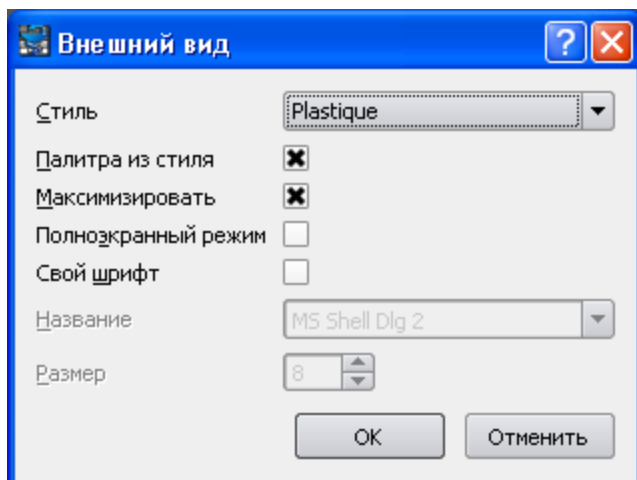 Внешний вид
Стиль Plastique
Палитра из стиля
Максимизировать
Полноэкранный режим
Свой шрифт
Название MS Shell Dlg 2
Размер 8
OK Отменить